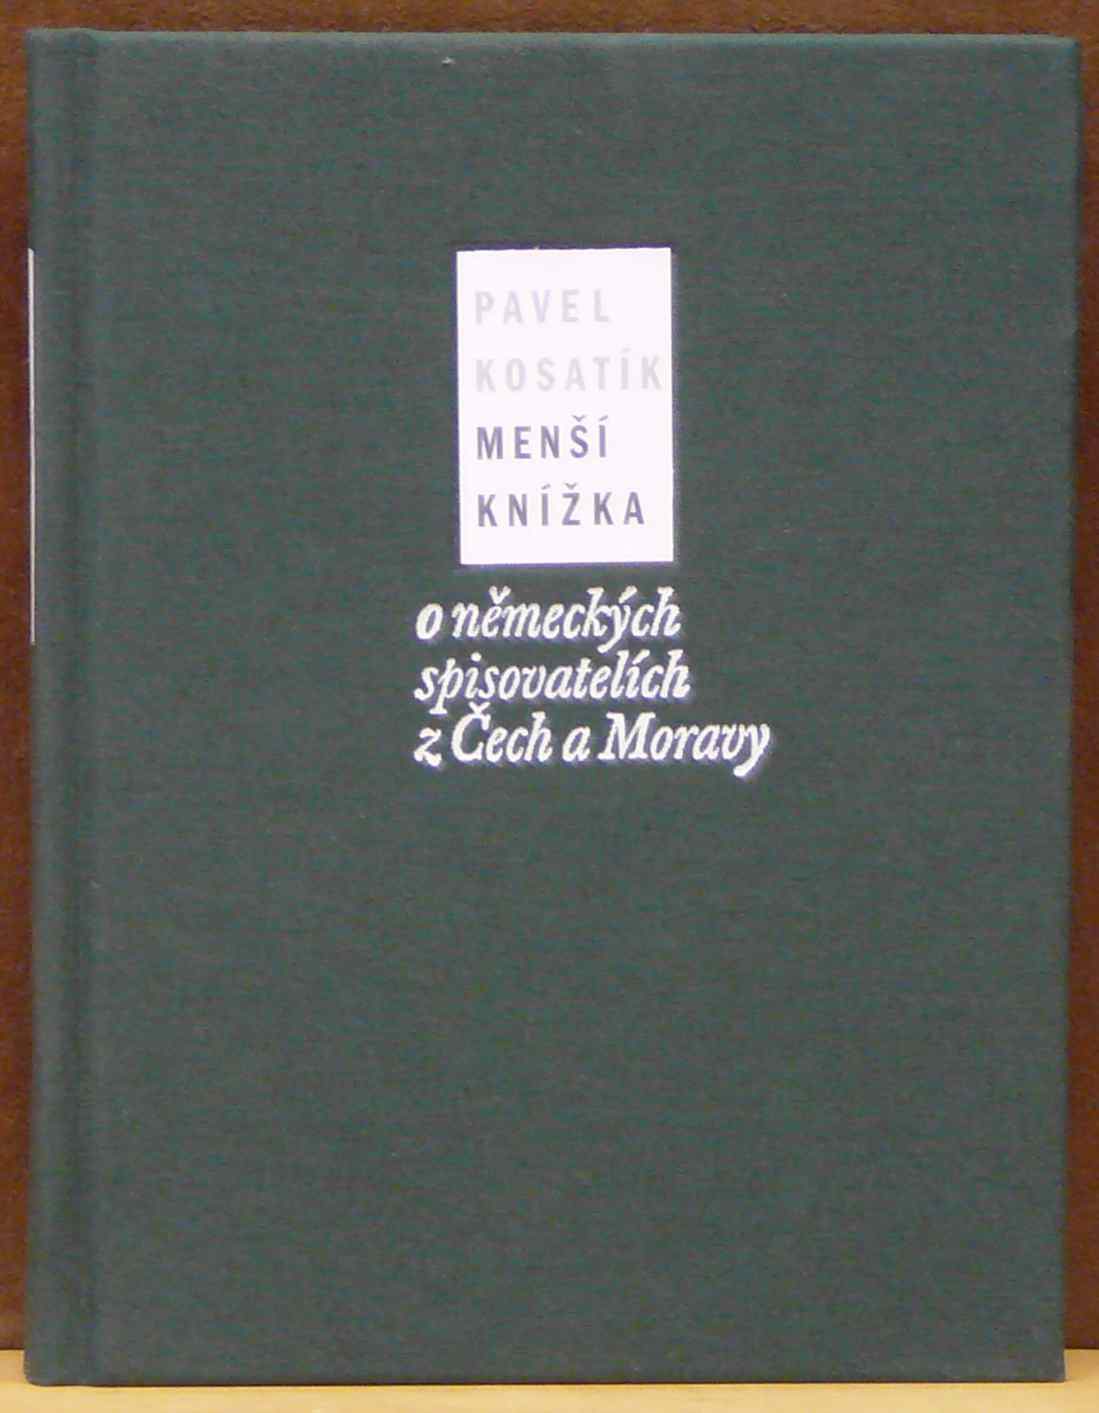 PAVEL
KOSATÍK
MENŠÍ
KNÍŽKA
o německých
spisovatelích
z Čech a Moravy